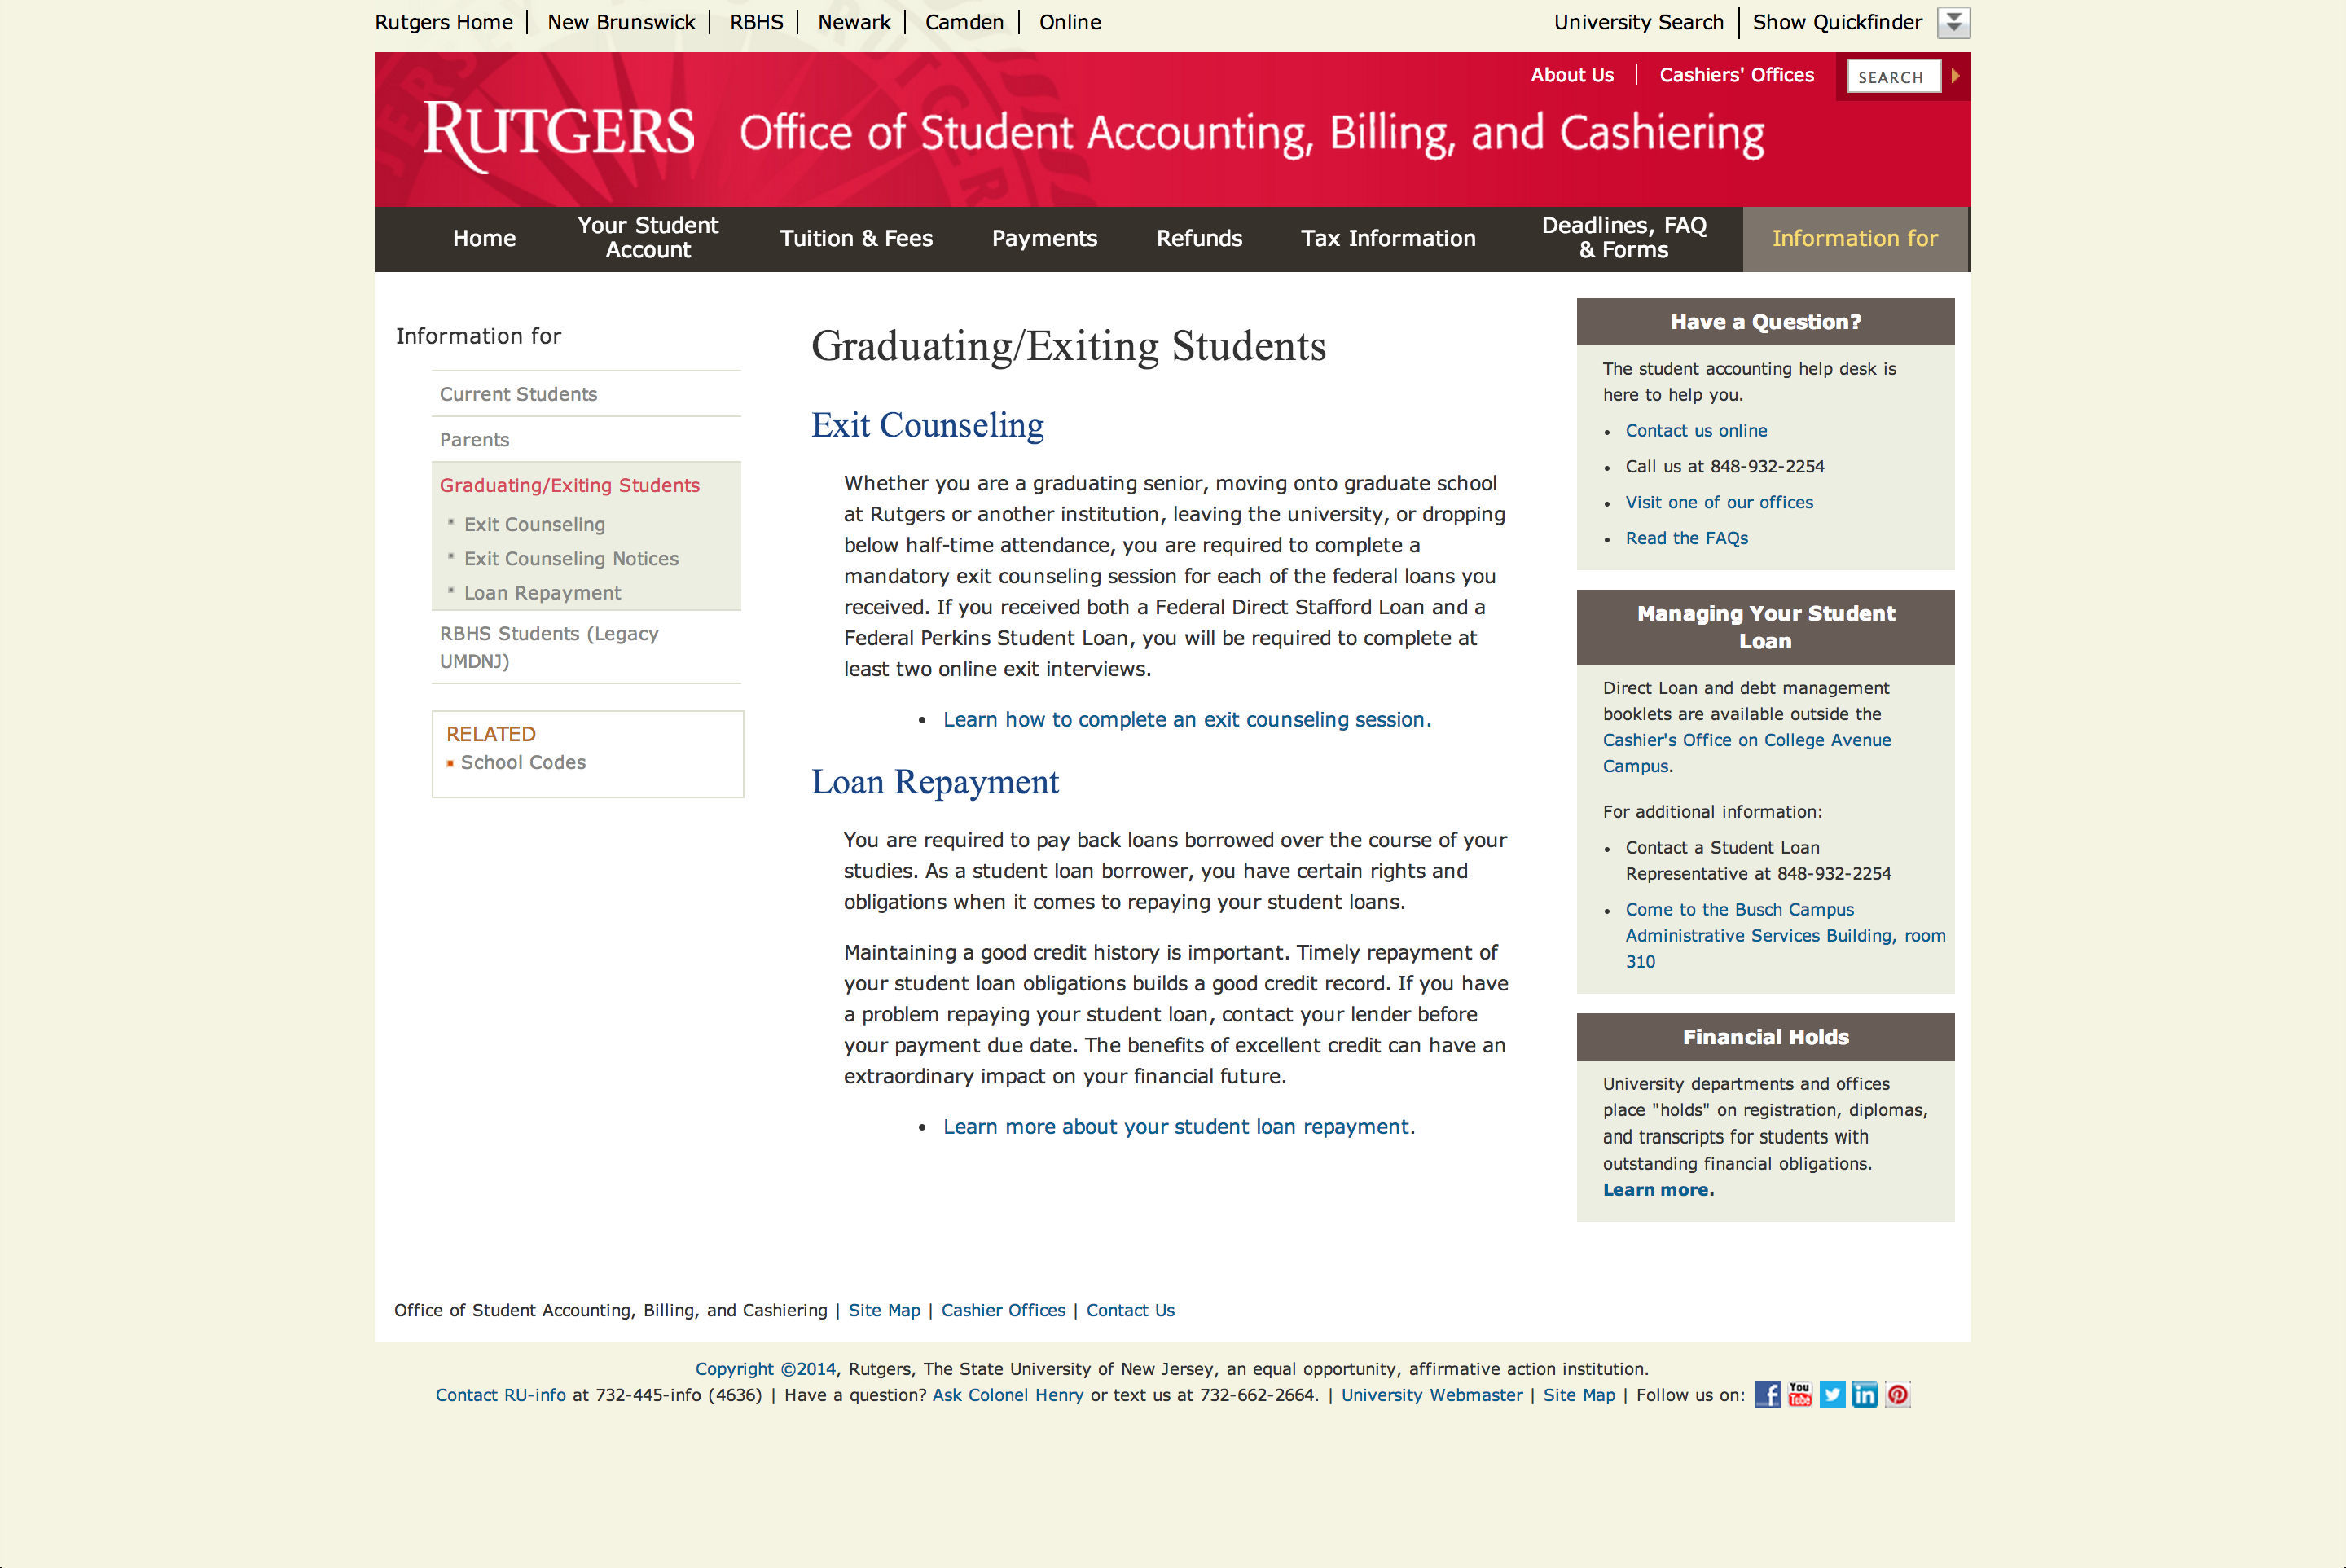 Rutgers Home | New Brunswick | RBHS | Newark | Camden | Online
University Search | Show Quickfinder
About Us | Cashiers' Offices SEARCH
RUTGERS Office of Student Accounting, Billing, and Cashiering
Home Your Student Account Tuition & Fees Payments Refunds Tax Information Deadlines, FAQ & Forms Information for
Information for
Current Students
Parents
Graduating/Exiting Students
Exit Counseling
Exit Counseling Notices
Loan Repayment
RBHS Students (Legacy
UMDNJ)
RELATED
School Codes
Graduating/Exiting Students
Exit Counseling
Whether you are a graduating senior, moving onto graduate school
at Rutgers or another institution, leaving the university, or dropping
below half-time attendance, you are required to complete a
mandatory exit counseling session for each of the federal loans you
received. If you received both a Federal Direct Stafford Loan and a
Federal Perkins Student Loan, you will be required to complete at
least two online exit interviews.
• Learn how to complete an exit counseling session.
Loan Repayment
You are required to pay back loans borrowed over the course of your
studies. As a student loan borrower, you have certain rights and
obligations when it comes to repaying your student loans.
Maintaining a good credit history is important. Timely repayment of
your student loan obligations builds a good credit record. If you have
a problem repaying your student loan, contact your lender before
your payment due date. The benefits of excellent credit can have an
extraordinary impact on your financial future.
• Learn more about your student loan repayment.
Have a Question?
The student accounting help desk is
here to help you.
• Contact us online
• Call us at 848-932-2254
• Visit one of our offices
• Read the FAQs
Managing Your Student
Loan
Direct Loan and debt management
booklets are available outside the
Cashier's Office on College Avenue
Campus.
For additional information:
• Contact a Student Loan
Representative at 848-932-2254
• Come to the Busch Campus
Administrative Services Building, room
310
Financial Holds
University departments and offices
place "holds" on registration, diplomas,
and transcripts for students with
outstanding financial obligations.
Learn more.
Office of Student Accounting, Billing, and Cashiering | Site Map | Cashier Offices | Contact Us
Copyright ©2014, Rutgers, The State University of New Jersey, an equal opportunity, affirmative action institution.
Contact RU-info at 732-445-info (4636) | Have a question? Ask Colonel Henry or text us at 732-662-2664. | University Webmaster | Site Map | Follow us on: f You Tube in